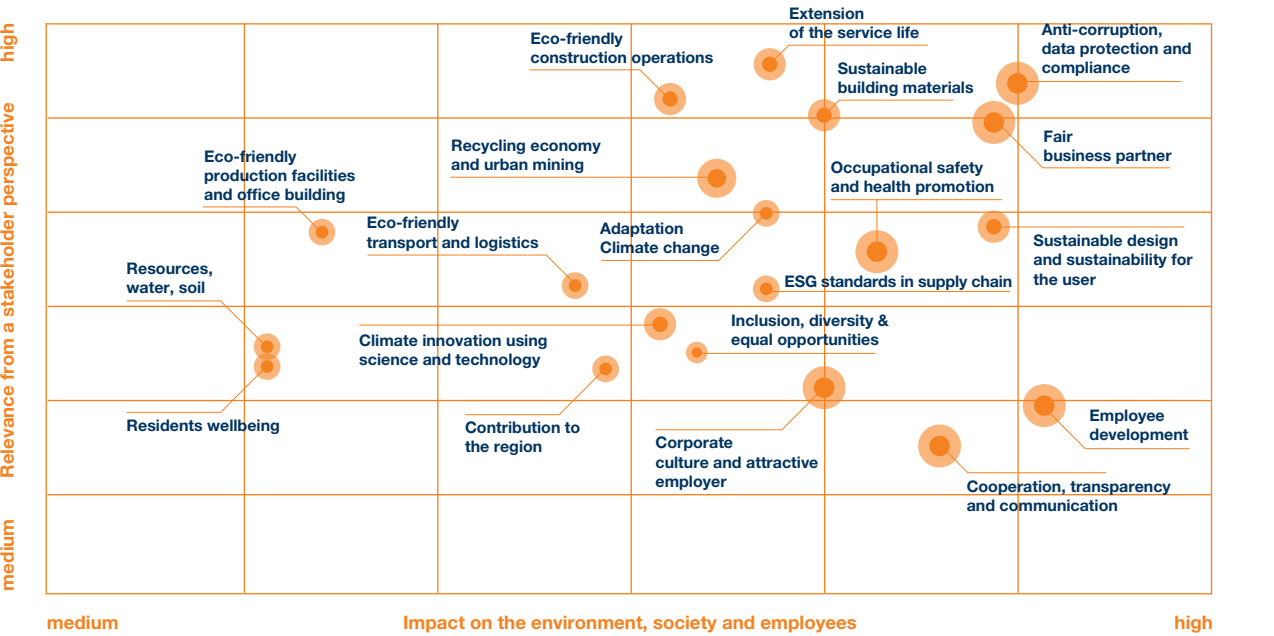 high
Relevance from a stakeholder perspective
medium
Extension
of the service life
Eco-friendly
construction operations
Anti-corruption,
data protection and
compliance
Sustainable
building materials
Fair
business partner
Recycling economy
and urban mining
Eco-friendly
production facilities
and office building
Occupational safety
and health promotion
Eco-friendly
transport and logistics
Adaptation
Climate change
Sustainable design
and sustainability for
the user
Resources,
water, soil
ESG standards in supply chain
Inclusion, diversity &
equal opportunities
Climate innovation using
science and technology
Residents wellbeing
Contribution to
the region
Corporate
culture and attractive
employer
Employee
development
Cooperation, transparency
and communication
medium
Impact on the environment, society and employees
high